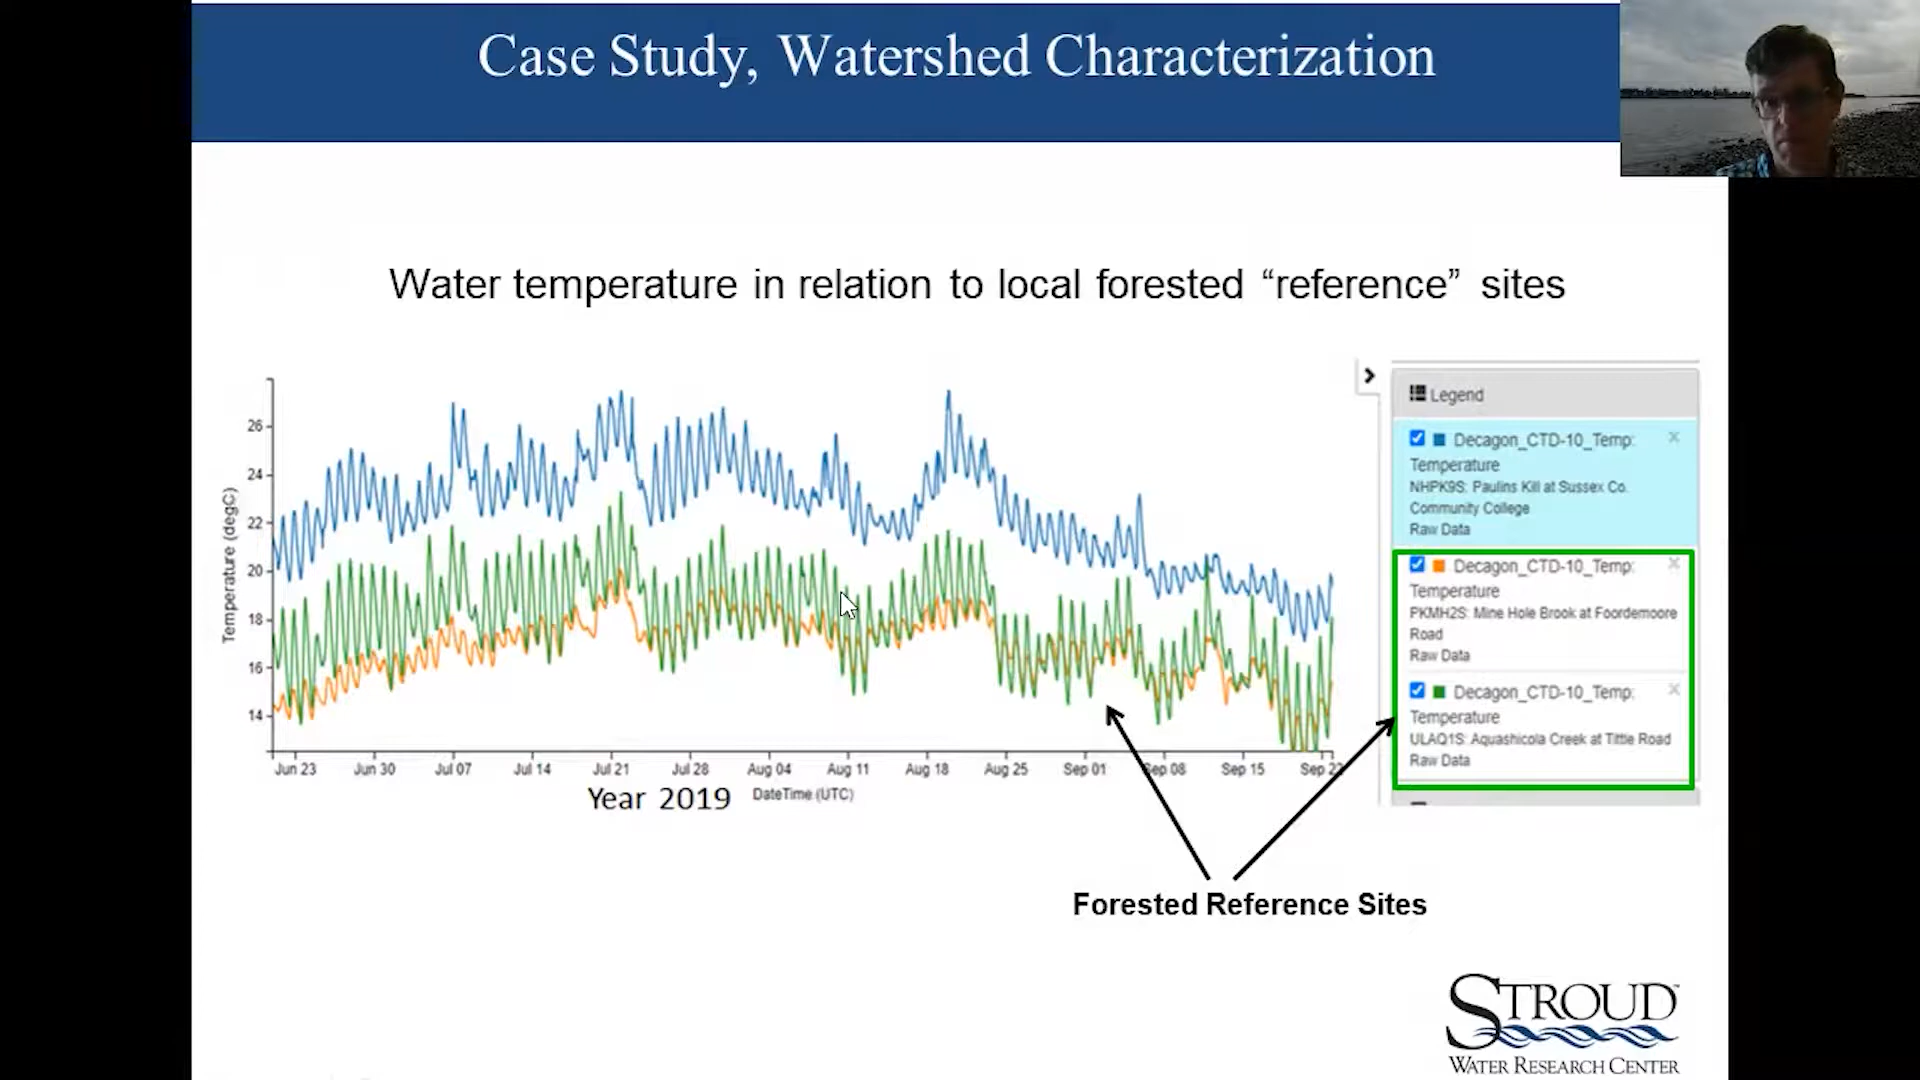 Case Study, Watershed Characterization
Water temperature in relation to local forested “reference” sites
Temperature (degC)
26
24
22
20
18
16
14
Jun 23
Jun 30
Jul 07
Jul 14
Jul 21
Jul 28
Aug 04
Aug 11
Aug 18
Aug 25
Sep 01
Sep 08
Sep 15
Sep 22
Year 2019
DateTime (UTC)
Legend
Decagon_CTD-10_Temp:
Temperature
NHPK9S: Paulins Kill at Sussex Co.
Community College
Raw Data
Decagon_CTD-10_Temp:
Temperature
PKMH2S: Mine Hole Brook at Foordemoore
Road
Raw Data
Decagon_CTD-10_Temp:
Temperature
ULAQ1S: Aquashicola Creek at Tittle Road
Raw Data
Forested Reference Sites
STROUD™
WATER RESEARCH CENTER